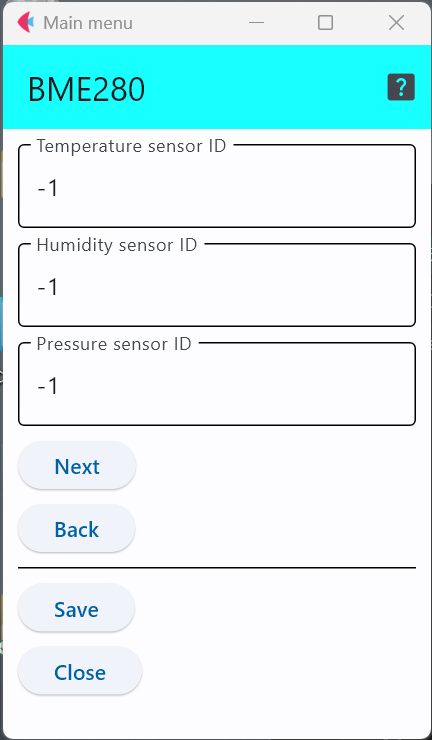 Main menu
BME280
?
Temperature sensor ID
-1
Humidity sensor ID
-1
Pressure sensor ID
-1
Next
Back
Save
Close